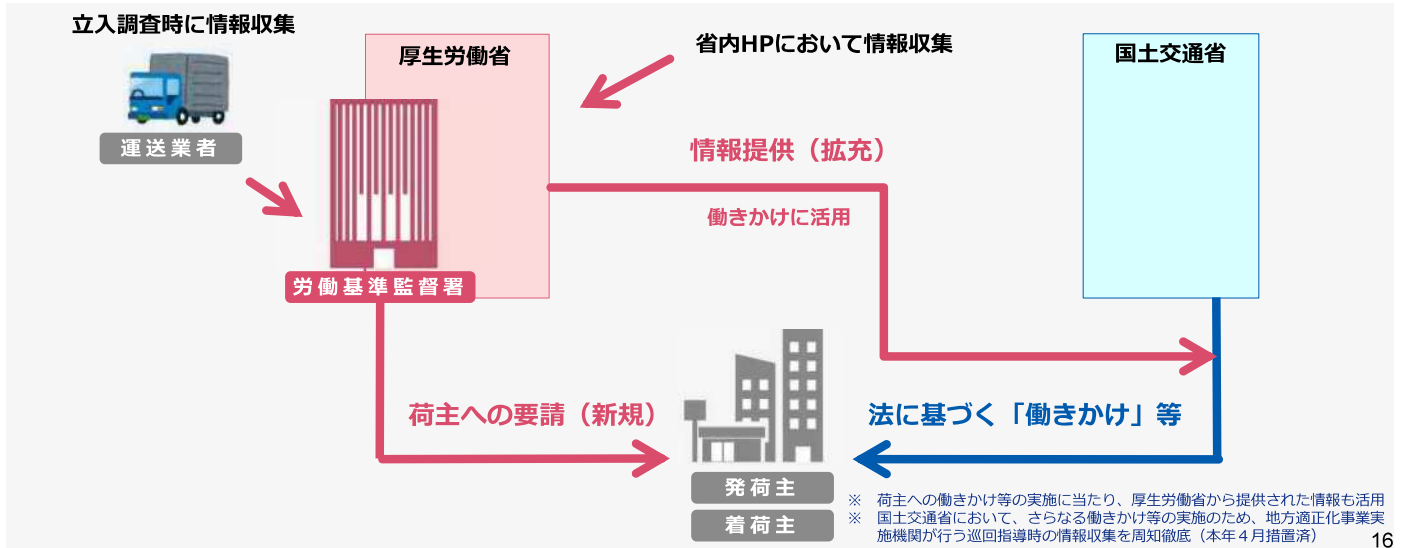 立入調査時に情報収集
運送業者
厚生労働省
労働基準監督署
省内HPにおいて情報収集
国土交通省
情報提供（拡充）
働きかけに活用
荷主への要請（新規）
法に基づく「働きかけ」等
発荷主
着荷主
※　荷主への働きかけ等の実施に当たり、厚生労働省から提供された情報も活用
※　国土交通省において、さらなる働きかけ等の実施のため、地方適正化事業実
施機関が行う巡回指導時の情報収集を周知徹底（本年４月措置済）
16